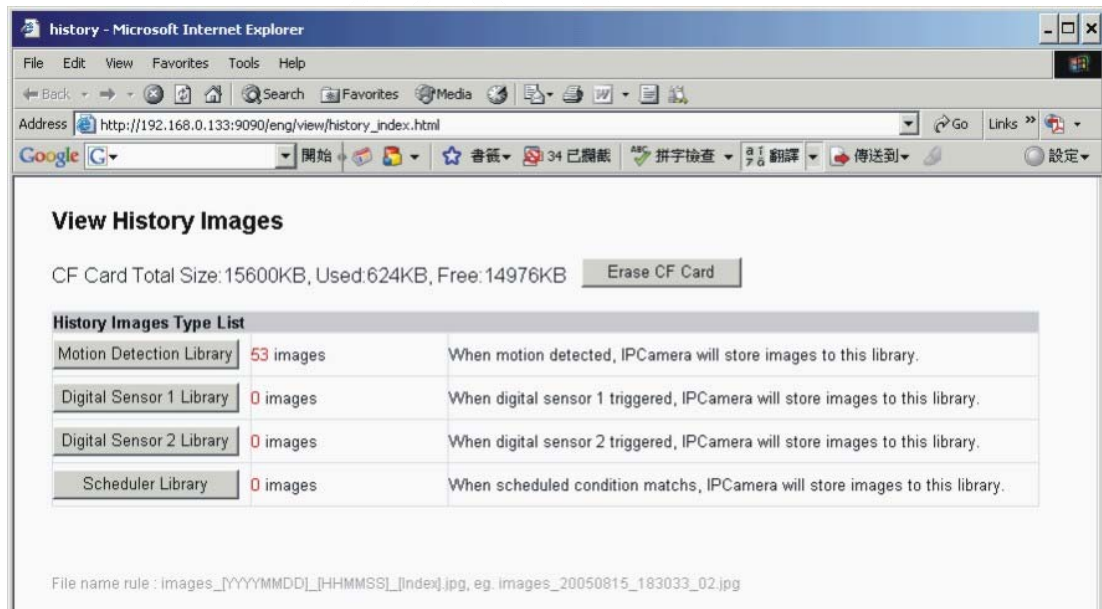 history - Microsoft Internet Explorer
File Edit View Favorites Tools Help
Back Search Favorites Media
Address http://192.168.0.133:9090/eng/view/history_index.html Go Links »
Google 開始 書籤 34 已攔截 拼字檢查 翻譯 傳送到 設定
View History Images
CF Card Total Size:15600KB, Used:624KB, Free:14976KB Erase CF Card
History Images Type List
Motion Detection Library 53 images When motion detected, IPCamera will store images to this library.
Digital Sensor 1 Library 0 images When digital sensor 1 triggered, IPCamera will store images to this library.
Digital Sensor 2 Library 0 images When digital sensor 2 triggered, IPCamera will store images to this library.
Scheduler Library 0 images When scheduled condition matchs, IPCamera will store images to this library.
File name rule : images_[YYYYMMDD]_[HHMMSS]_[Index].jpg, eg. images_20050815_183033_02.jpg